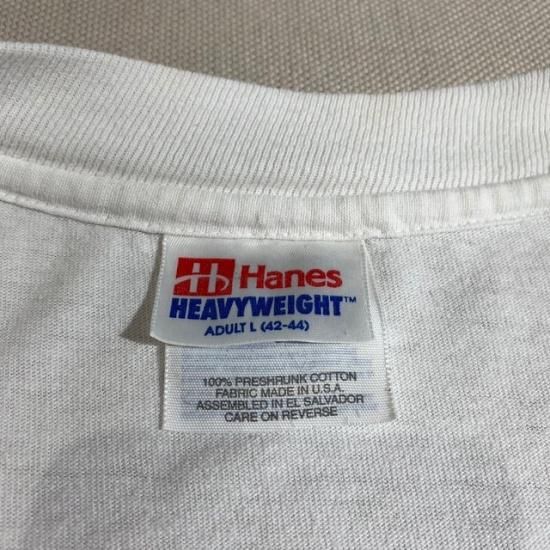 Hanes
HEAVYWEIGHT™
ADULT L (42-44)
100% PRESHRUNK COTTON
FABRIC MADE IN U.S.A.
ASSEMBLED IN EL SALVADOR
CARE ON REVERSE